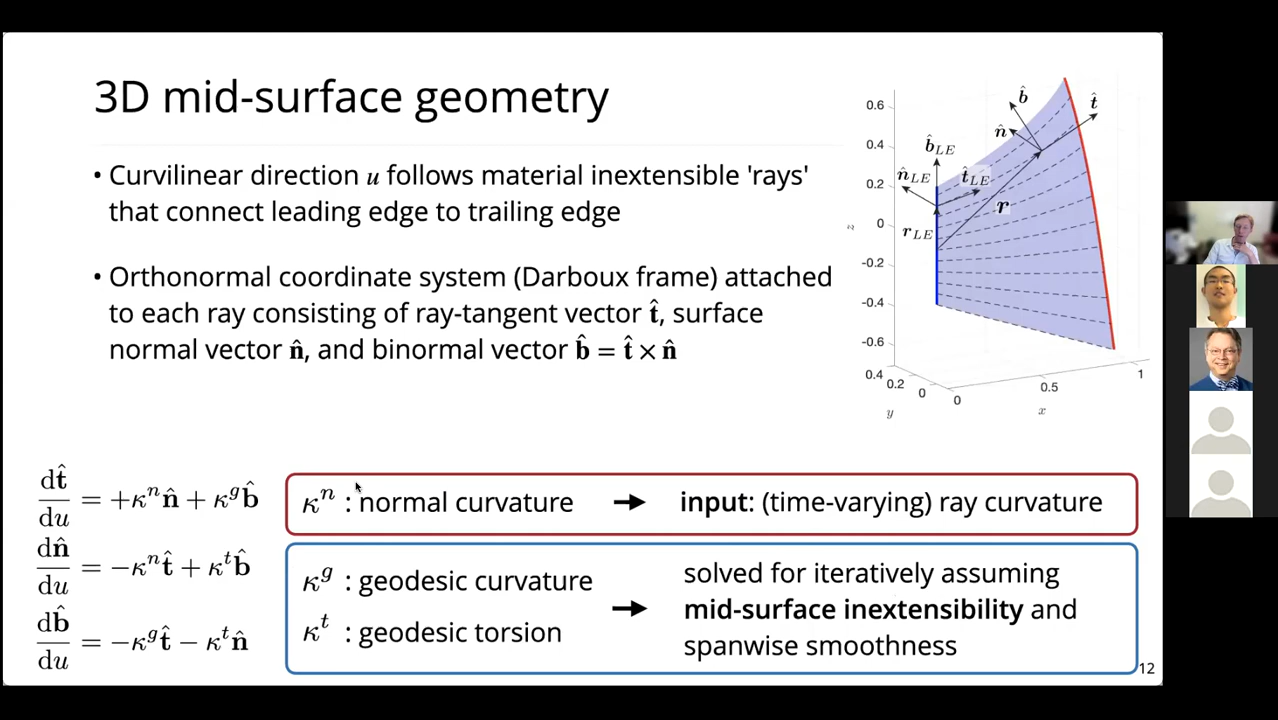 3D mid-surface geometry
• Curvilinear direction u follows material inextensible 'rays'
that connect leading edge to trailing edge
• Orthonormal coordinate system (Darboux frame) attached
to each ray consisting of ray-tangent vector t̂, surface
normal vector n̂, and binormal vector b̂ = t̂ × n̂
dt̂/du = +κⁿn̂ + κᵍb̂
dn̂/du = −κⁿt̂ + κᵗb̂
db̂/du = −κᵍt̂ − κᵗn̂
κⁿ : normal curvature → input: (time-varying) ray curvature
κᵍ : geodesic curvature
κᵗ : geodesic torsion
→ solved for iteratively assuming
mid-surface inextensibility and
spanwise smoothness
12
0.6
0.4
0.2
0
-0.2
-0.4
-0.6
z
0.4
0.2
0
y
0
0.5
1
x
b̂
t̂
n̂
b̂_LE
n̂_LE
t̂_LE
r
r_LE